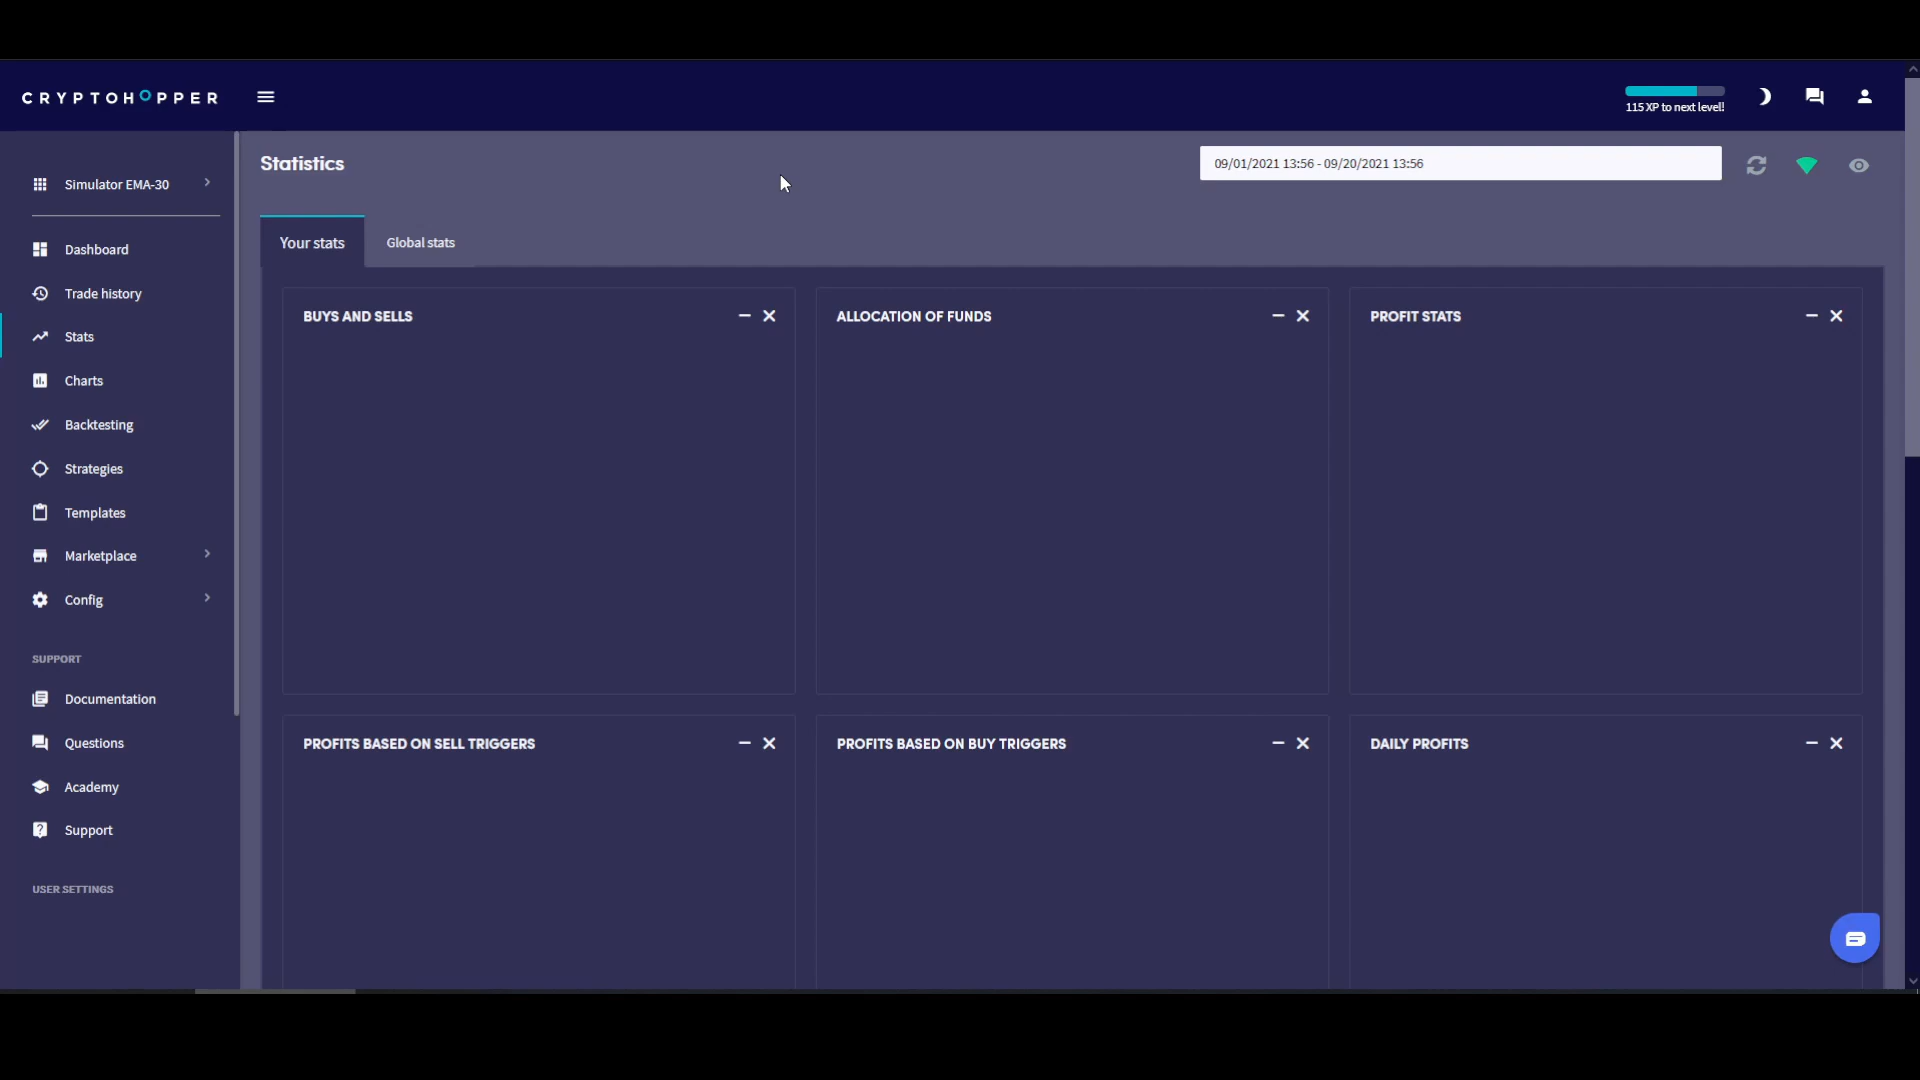 CRYPTOHOPPER
115 XP to next level!
Simulator EMA-30
Dashboard
Trade history
Stats
Charts
Backtesting
Strategies
Templates
Marketplace
Config
SUPPORT
Documentation
Questions
Academy
Support
USER SETTINGS
Statistics
09/01/2021 13:56 - 09/20/2021 13:56
Your stats
Global stats
BUYS AND SELLS
ALLOCATION OF FUNDS
PROFIT STATS
PROFITS BASED ON SELL TRIGGERS
PROFITS BASED ON BUY TRIGGERS
DAILY PROFITS